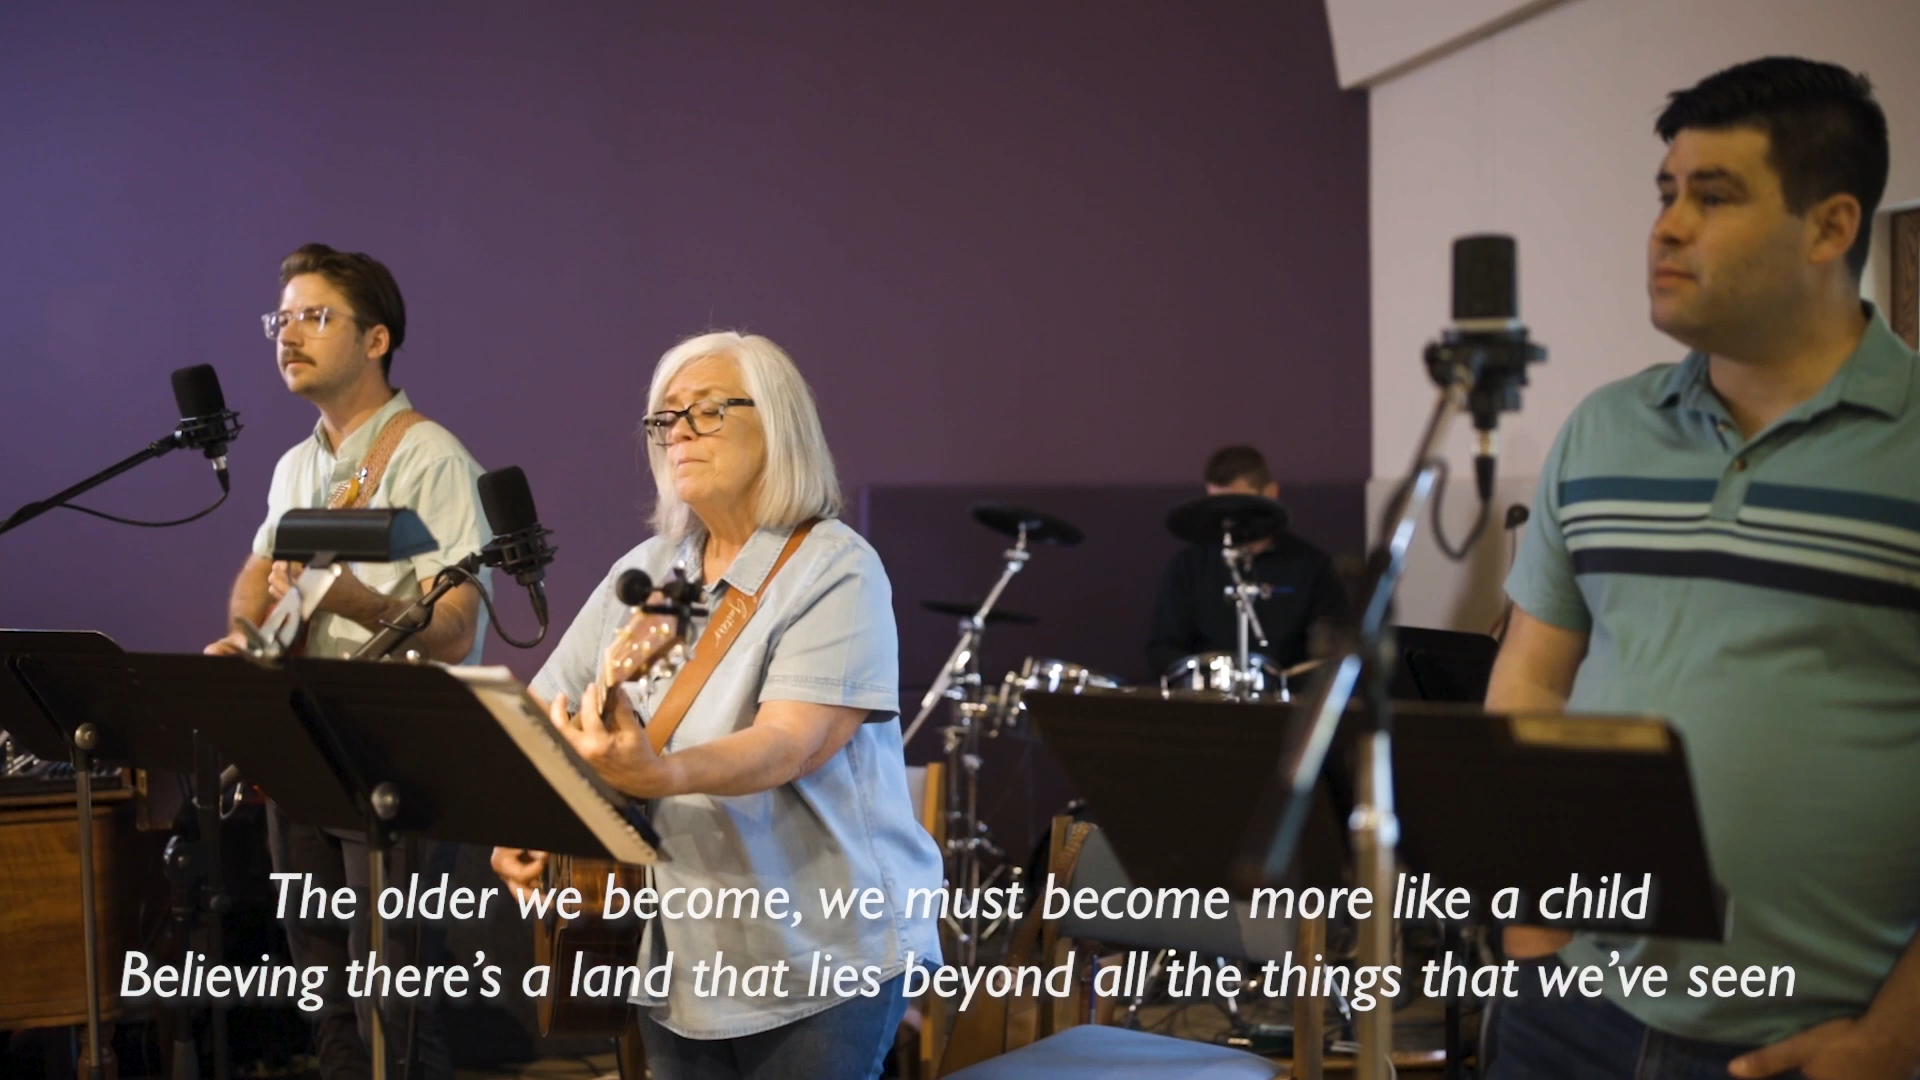 The older we become, we must become more like a child
Believing there's a land that lies beyond all the things that we've seen